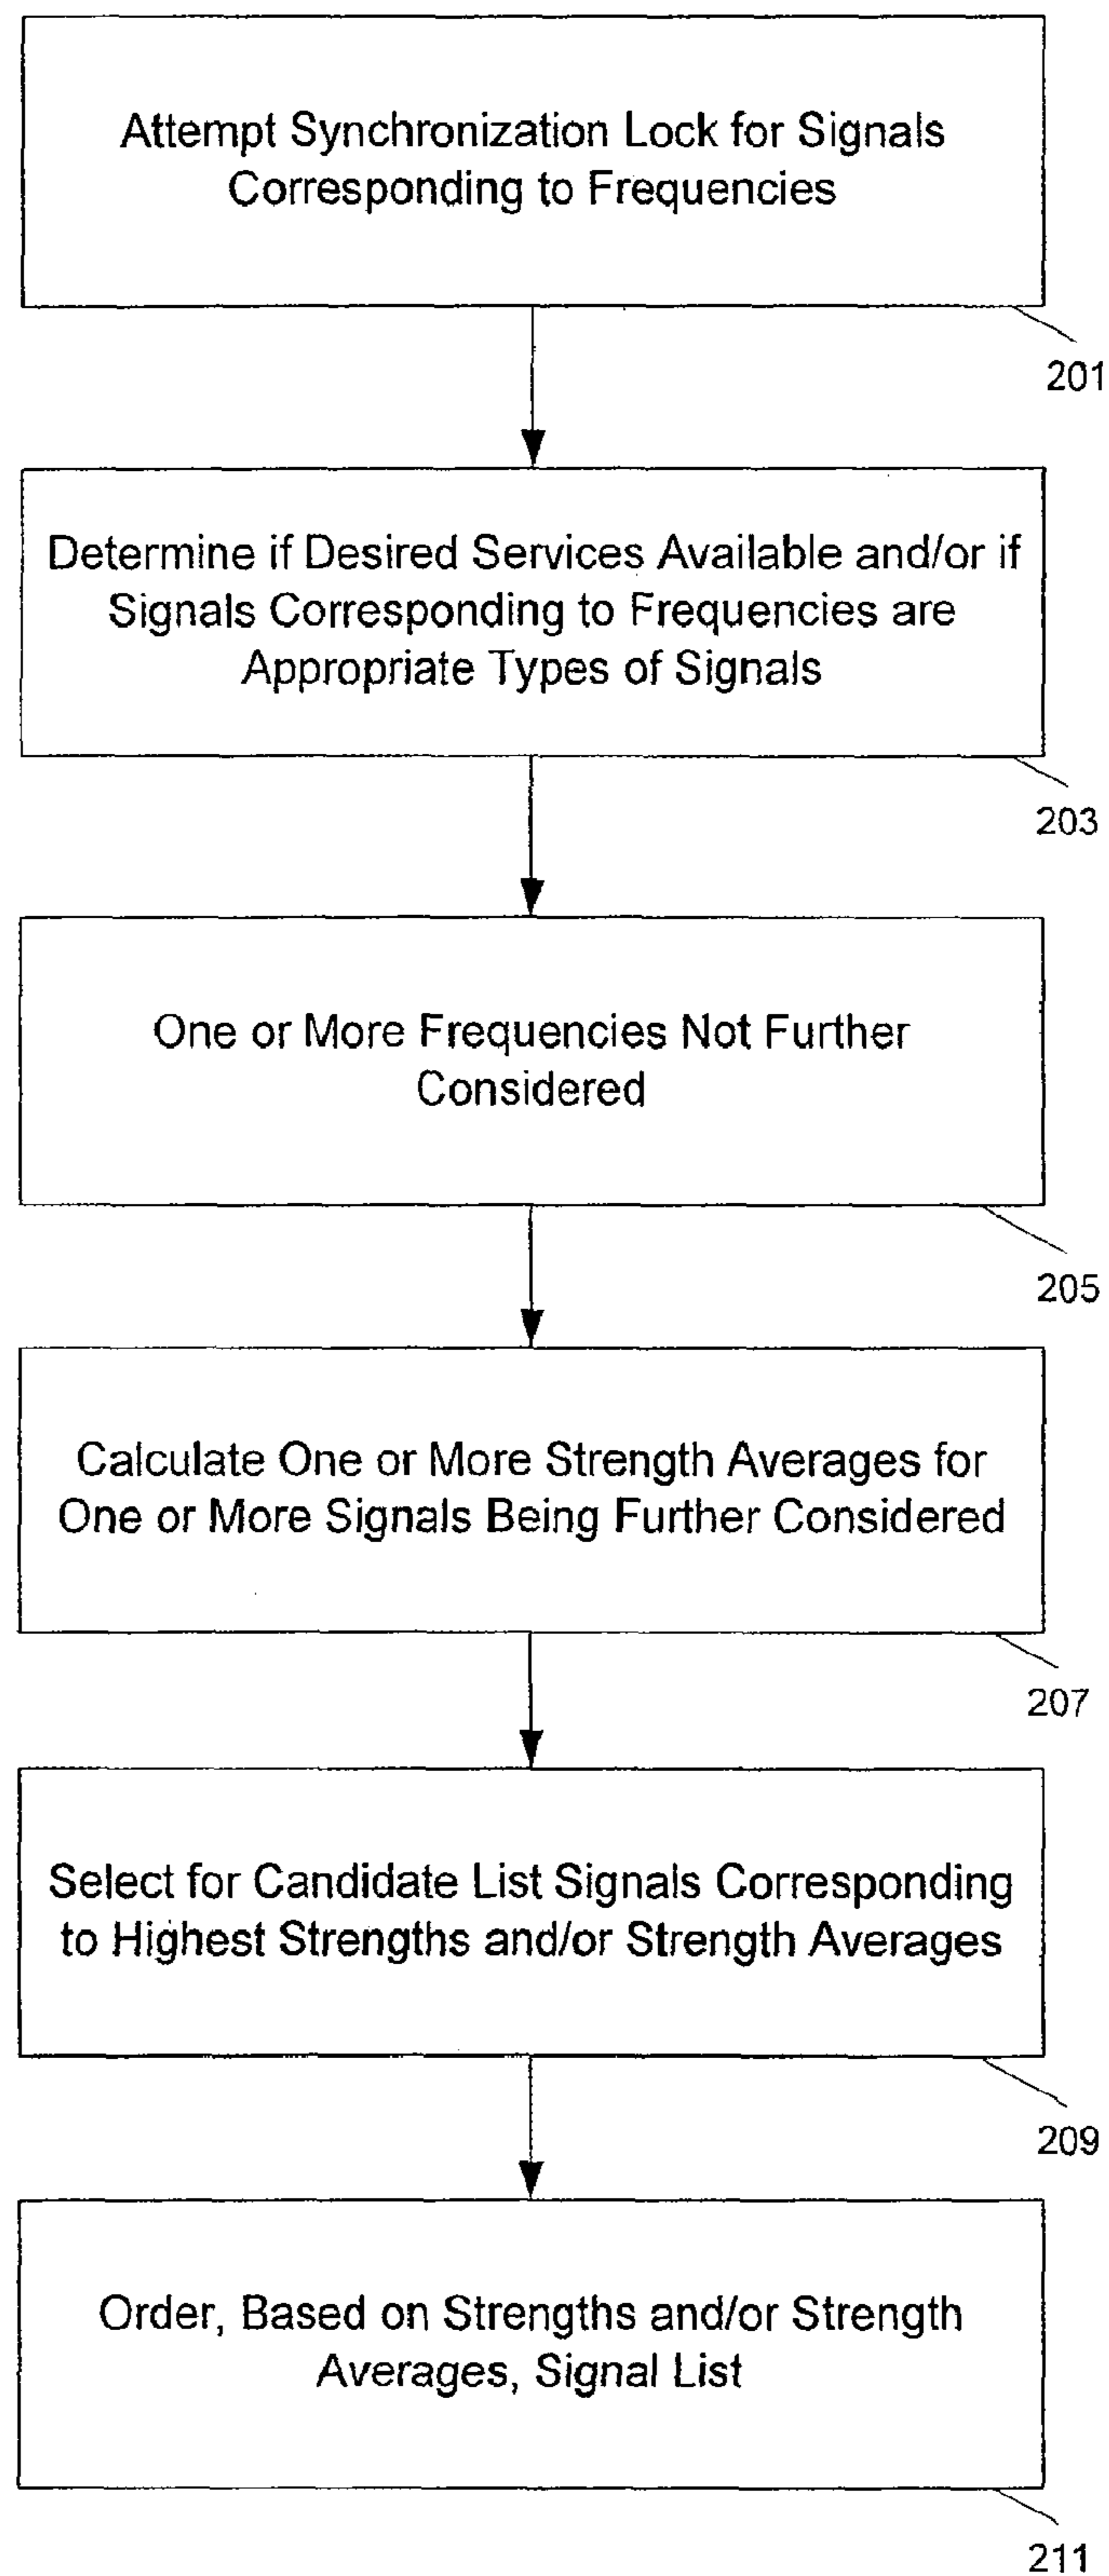 Attempt Synchronization Lock for Signals
Corresponding to Frequencies
201
Determine if Desired Services Available and/or if
Signals Corresponding to Frequencies are
Appropriate Types of Signals
203
One or More Frequencies Not Further
Considered
205
Calculate One or More Strength Averages for
One or More Signals Being Further Considered
207
Select for Candidate List Signals Corresponding
to Highest Strengths and/or Strength Averages
209
Order, Based on Strengths and/or Strength
Averages, Signal List
211